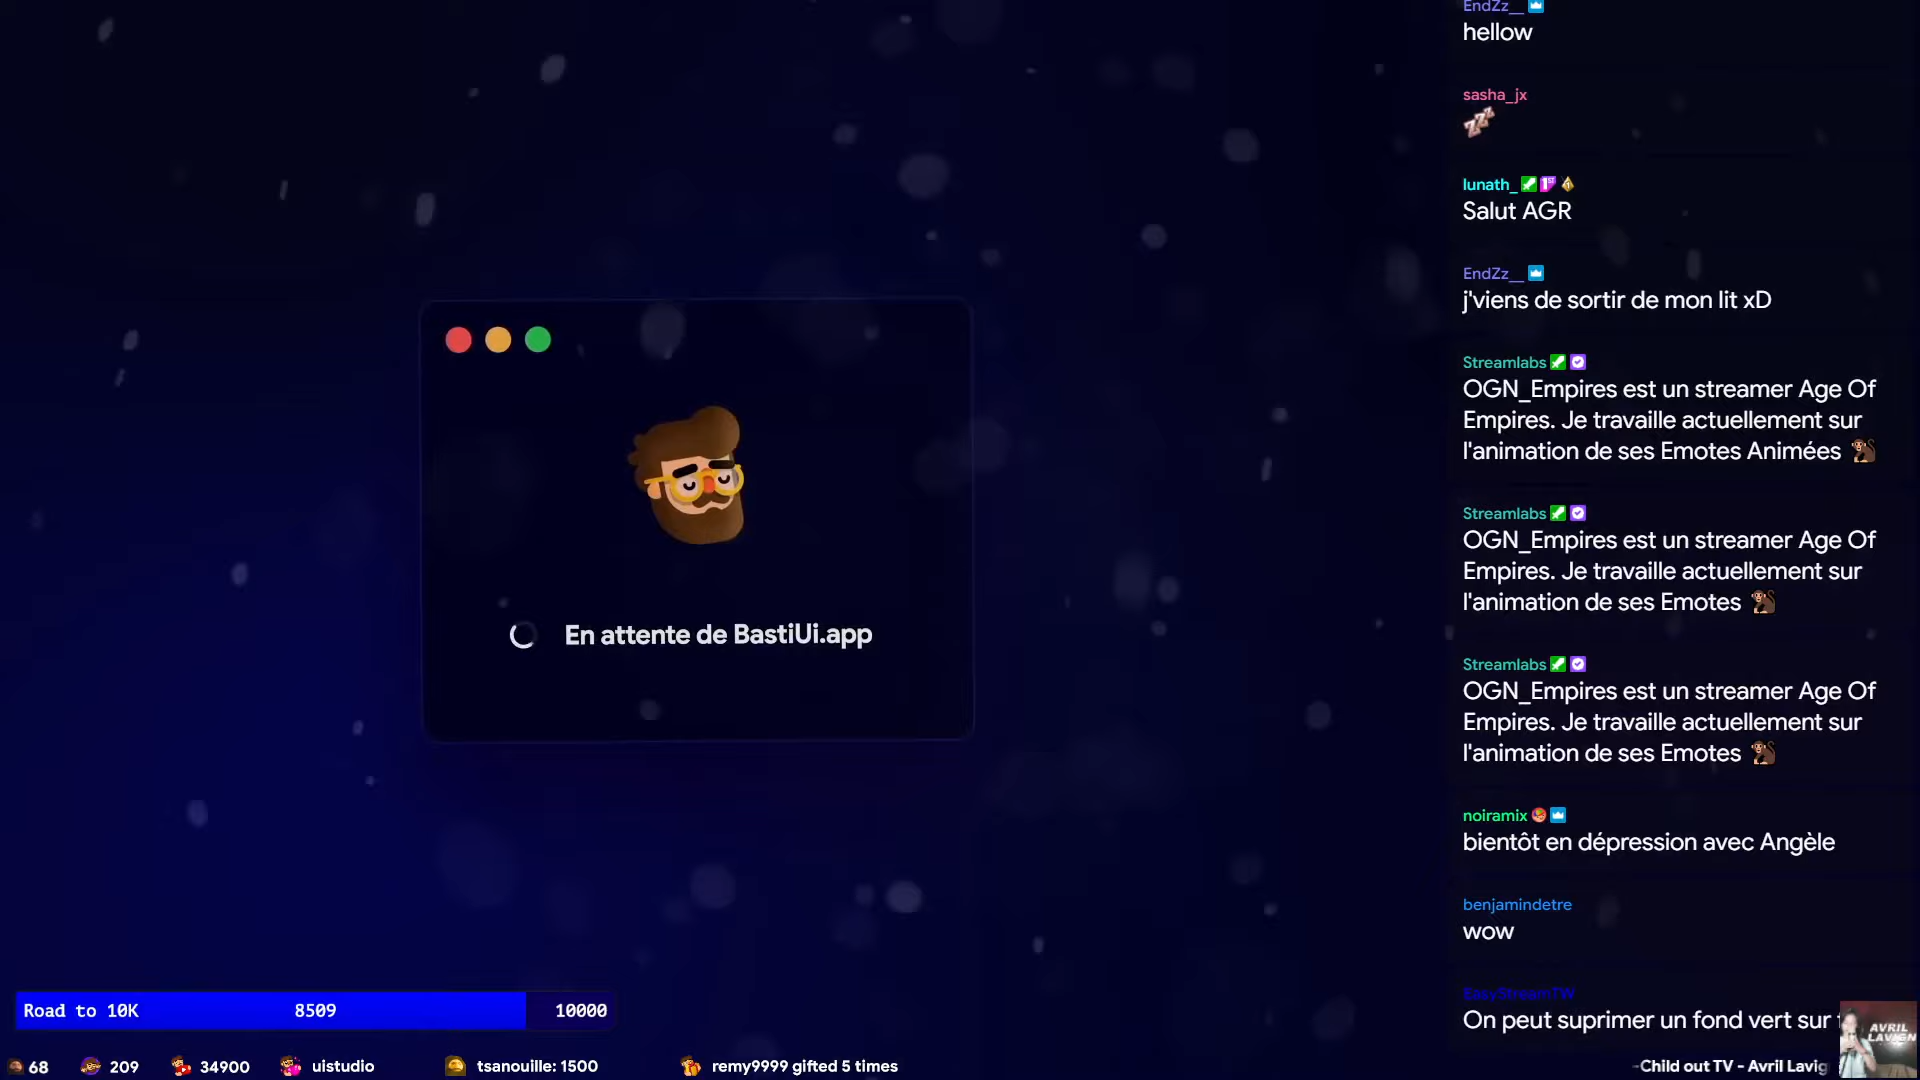 EndZz__
hellow
sasha_jx
lunath_
Salut AGR
EndZz__
j'viens de sortir de mon lit xD
Streamlabs
OGN_Empires est un streamer Age Of
Empires. Je travaille actuellement sur
l'animation de ses Emotes Animées
Streamlabs
OGN_Empires est un streamer Age Of
Empires. Je travaille actuellement sur
l'animation de ses Emotes
Streamlabs
OGN_Empires est un streamer Age Of
Empires. Je travaille actuellement sur
l'animation de ses Emotes
noiramix
bientôt en dépression avec Angèle
benjamindetre
wow
EasyStreamTW
On peut suprimer un fond vert sur
En attente de BastiUi.app
Road to 10K 8509 10000
68 209 34900 uistudio tsanouille: 1500 remy9999 gifted 5 times
-Child out TV - Avril Lavig
AVRIL
LAVIGN